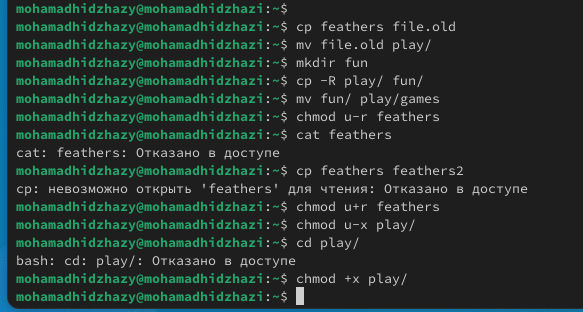 mohamadhidzhazy@mohamadhidzhazi:~$
mohamadhidzhazy@mohamadhidzhazi:~$ cp feathers file.old
mohamadhidzhazy@mohamadhidzhazi:~$ mv file.old play/
mohamadhidzhazy@mohamadhidzhazi:~$ mkdir fun
mohamadhidzhazy@mohamadhidzhazi:~$ cp -R play/ fun/
mohamadhidzhazy@mohamadhidzhazi:~$ mv fun/ play/games
mohamadhidzhazy@mohamadhidzhazi:~$ chmod u-r feathers
mohamadhidzhazy@mohamadhidzhazi:~$ cat feathers
cat: feathers: Отказано в доступе
mohamadhidzhazy@mohamadhidzhazi:~$ cp feathers feathers2
cp: невозможно открыть 'feathers' для чтения: Отказано в доступе
mohamadhidzhazy@mohamadhidzhazi:~$ chmod u+r feathers
mohamadhidzhazy@mohamadhidzhazi:~$ chmod u-x play/
mohamadhidzhazy@mohamadhidzhazi:~$ cd play/
bash: cd: play/: Отказано в доступе
mohamadhidzhazy@mohamadhidzhazi:~$ chmod +x play/
mohamadhidzhazy@mohamadhidzhazi:~$